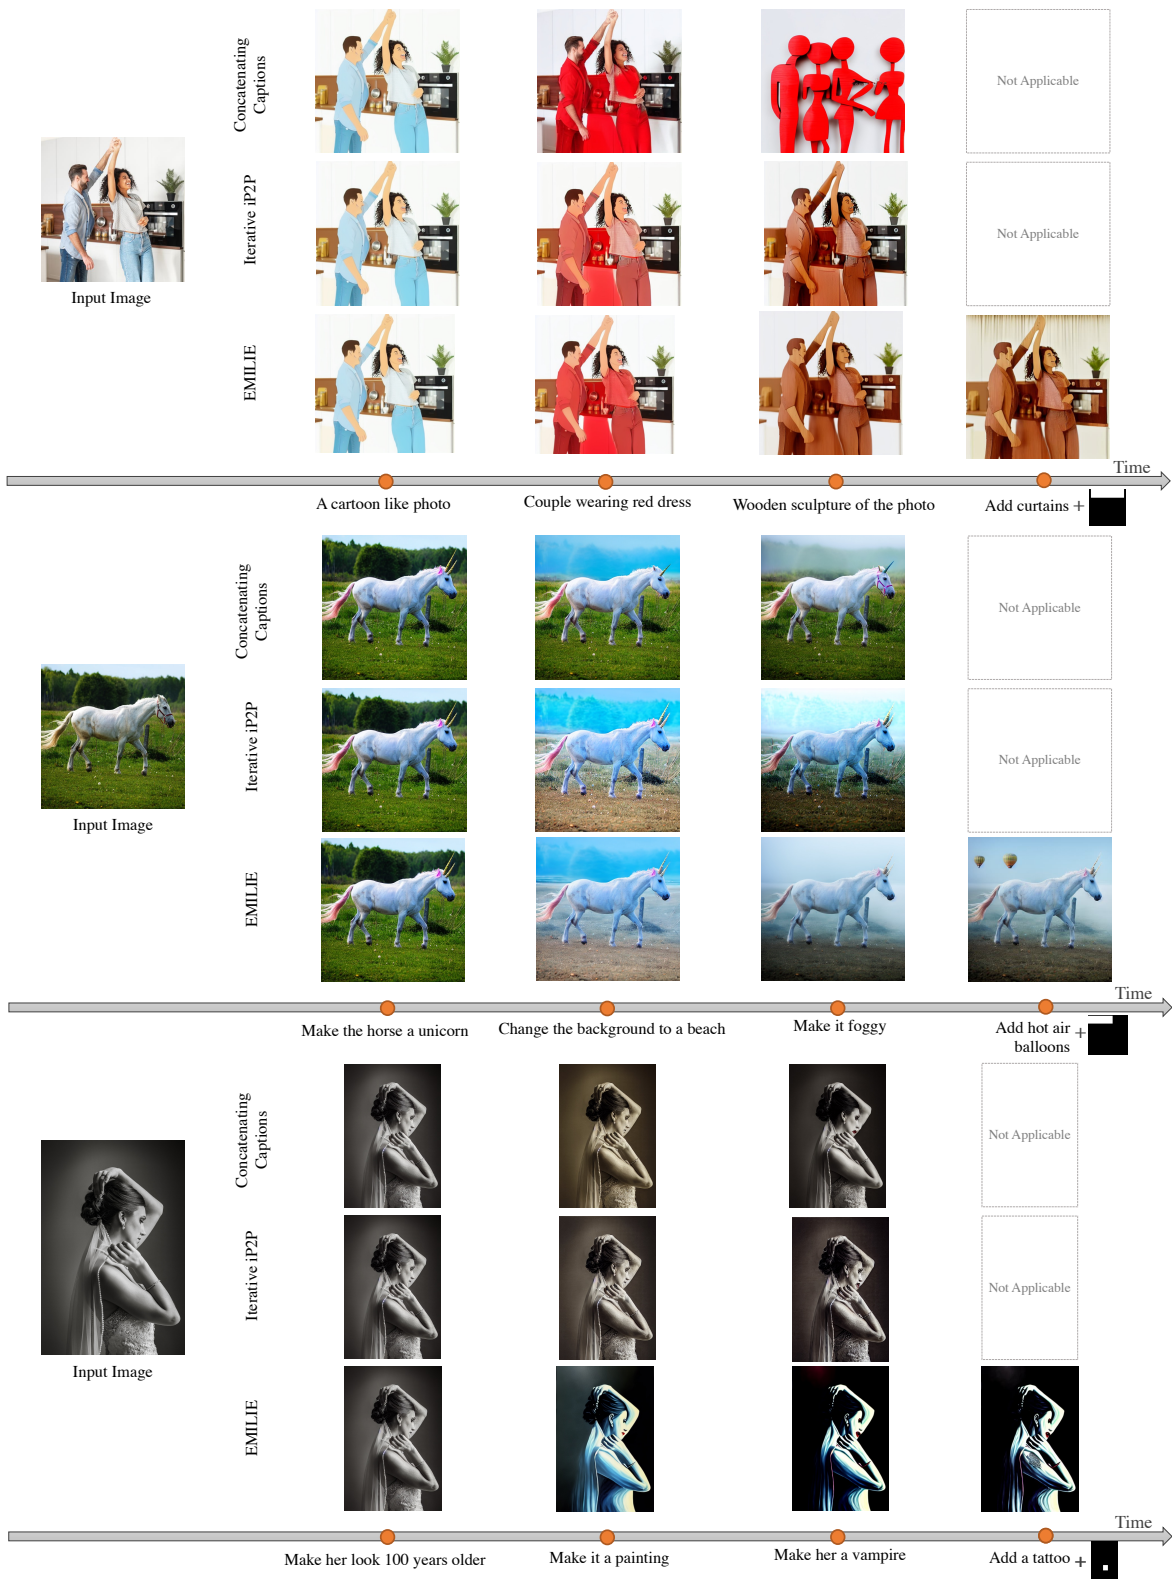 Concatenating
Captions
Not Applicable
Iterative iP2P
Not Applicable
Input Image
EMILIE
Time
A cartoon like photo
Couple wearing red dress
Wooden sculpture of the photo
Add curtains +
Concatenating
Captions
Not Applicable
Iterative iP2P
Not Applicable
Input Image
EMILIE
Time
Make the horse a unicorn
Change the background to a beach
Make it foggy
Add hot air +
balloons
Concatenating
Captions
Not Applicable
Iterative iP2P
Not Applicable
Input Image
EMILIE
Time
Make her look 100 years older
Make it a painting
Make her a vampire
Add a tattoo +